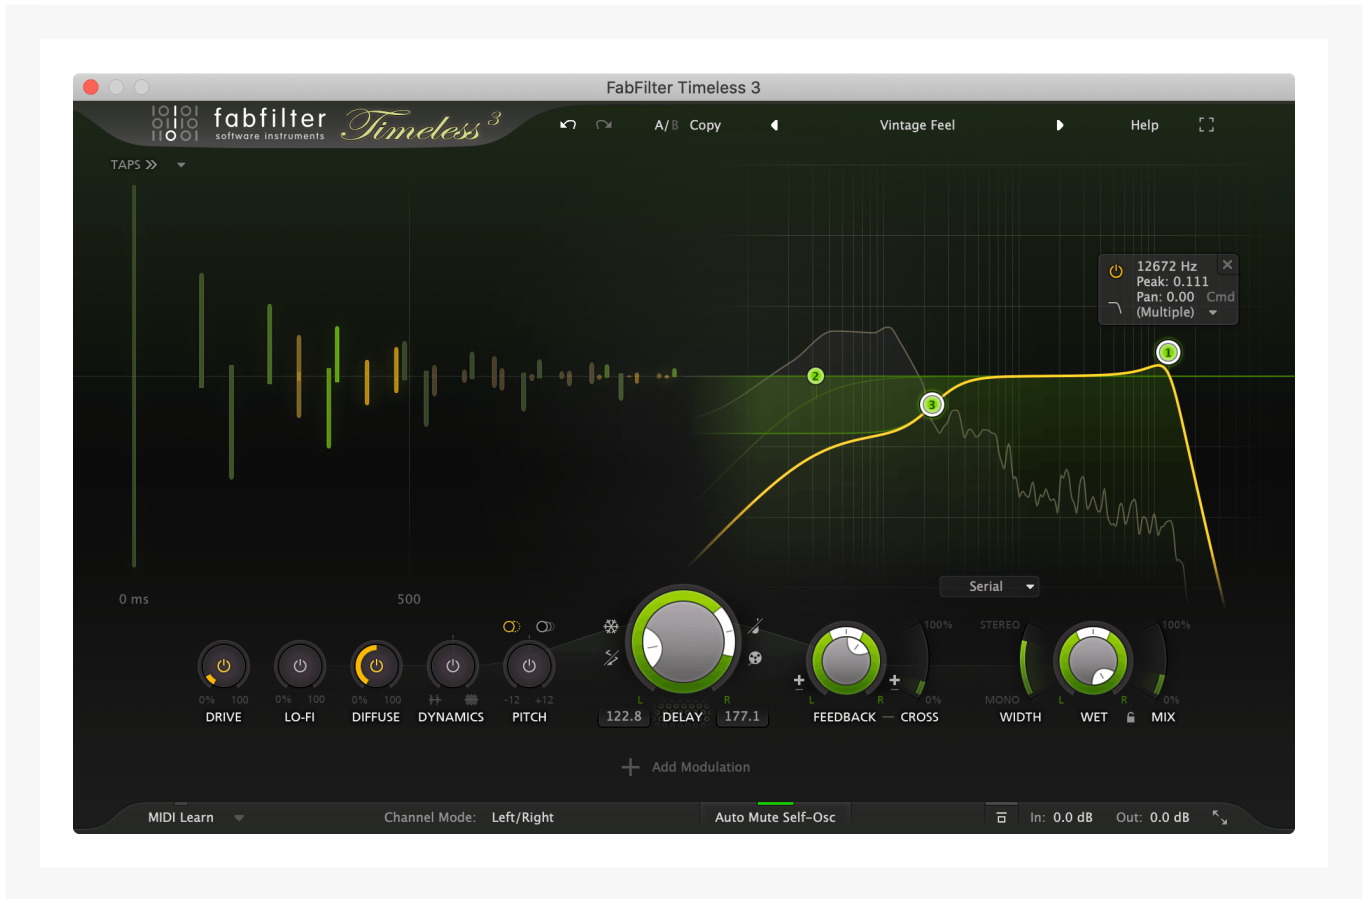 FabFilter Timeless 3
fabfilter
software instruments
Timeless 3
A/B Copy
Vintage Feel
Help
TAPS
12672 Hz
Peak: 0.111
Pan: 0.00 Cmd
(Multiple)
2
3
1
0 ms
500
Serial
0% 100
DRIVE
0% 100
LO-FI
0% 100
DIFFUSE
DYNAMICS
-12 +12
PITCH
L R
122.8 DELAY 177.1
100%
L R 0%
FEEDBACK — CROSS
STEREO 100%
MONO L R 0%
WIDTH WET MIX
+ Add Modulation
MIDI Learn
Channel Mode: Left/Right
Auto Mute Self-Osc
In: 0.0 dB Out: 0.0 dB